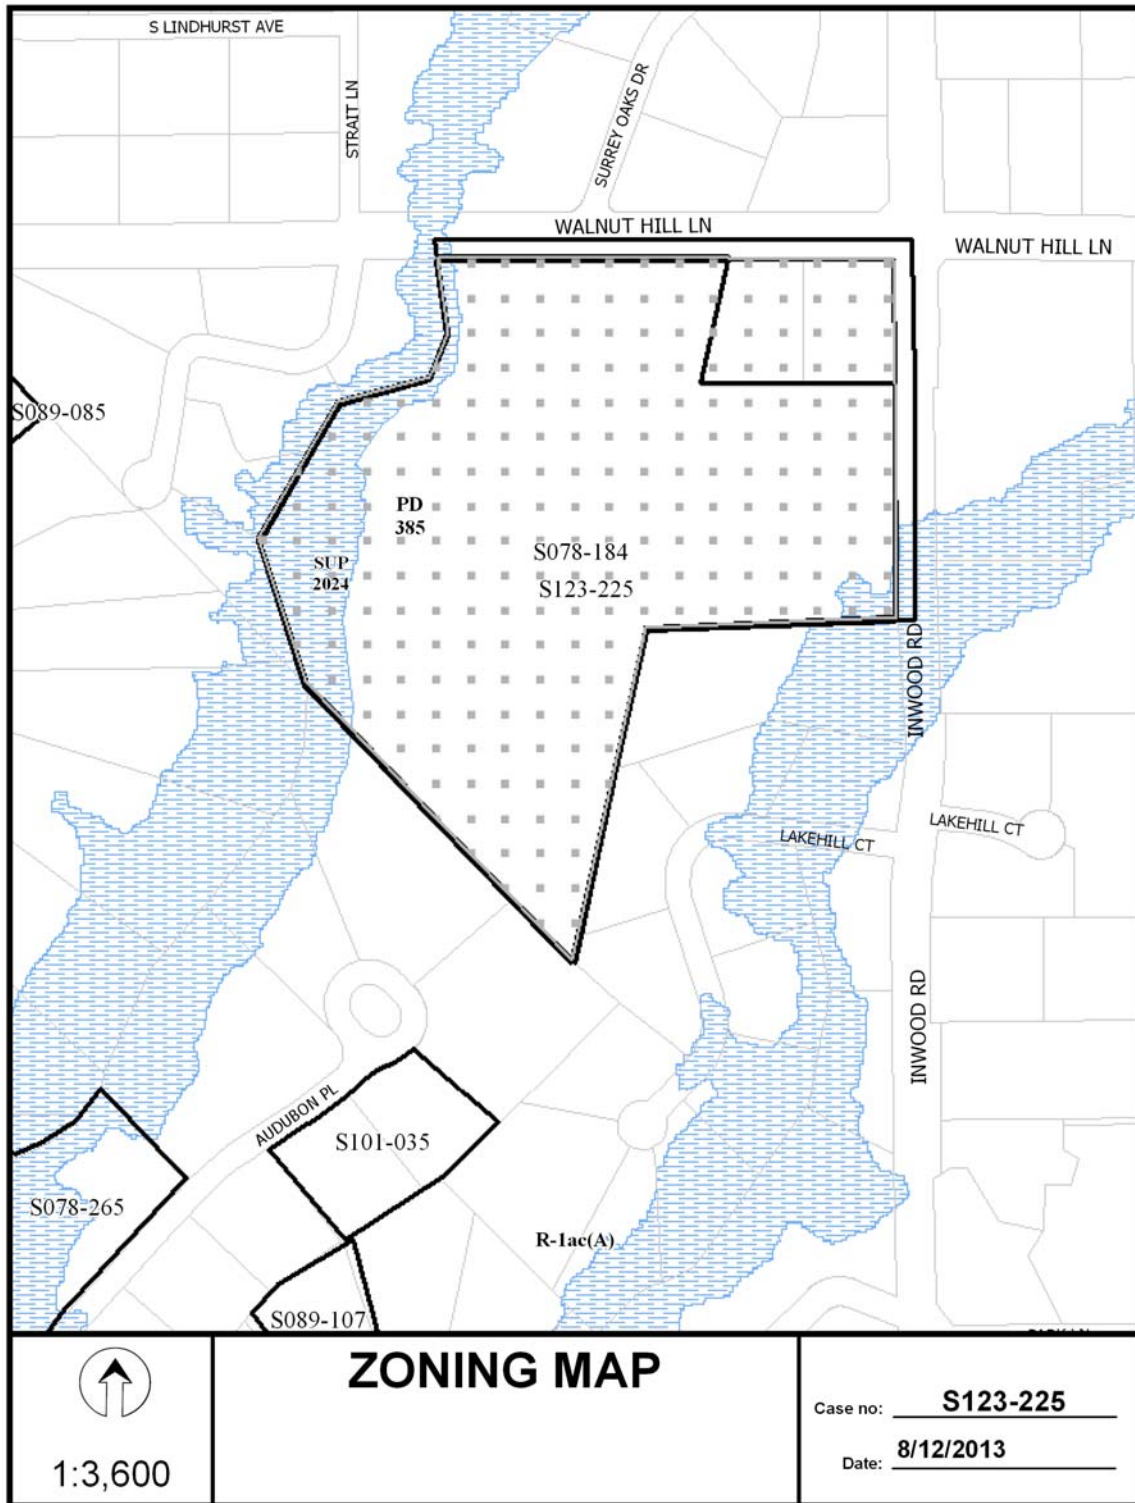 S LINDHURST AVE
STRAIT LN
SURREY OAKS DR
WALNUT HILL LN
WALNUT HILL LN
S089-085
PD
385
SUP
2024
S078-184
S123-225
INWOOD RD
LAKEHILL CT
LAKEHILL CT
INWOOD RD
AUDUBON PL
S101-035
S078-265
R-1ac(A)
S089-107
ZONING MAP
1:3,600
Case no: S123-225
Date: 8/12/2013